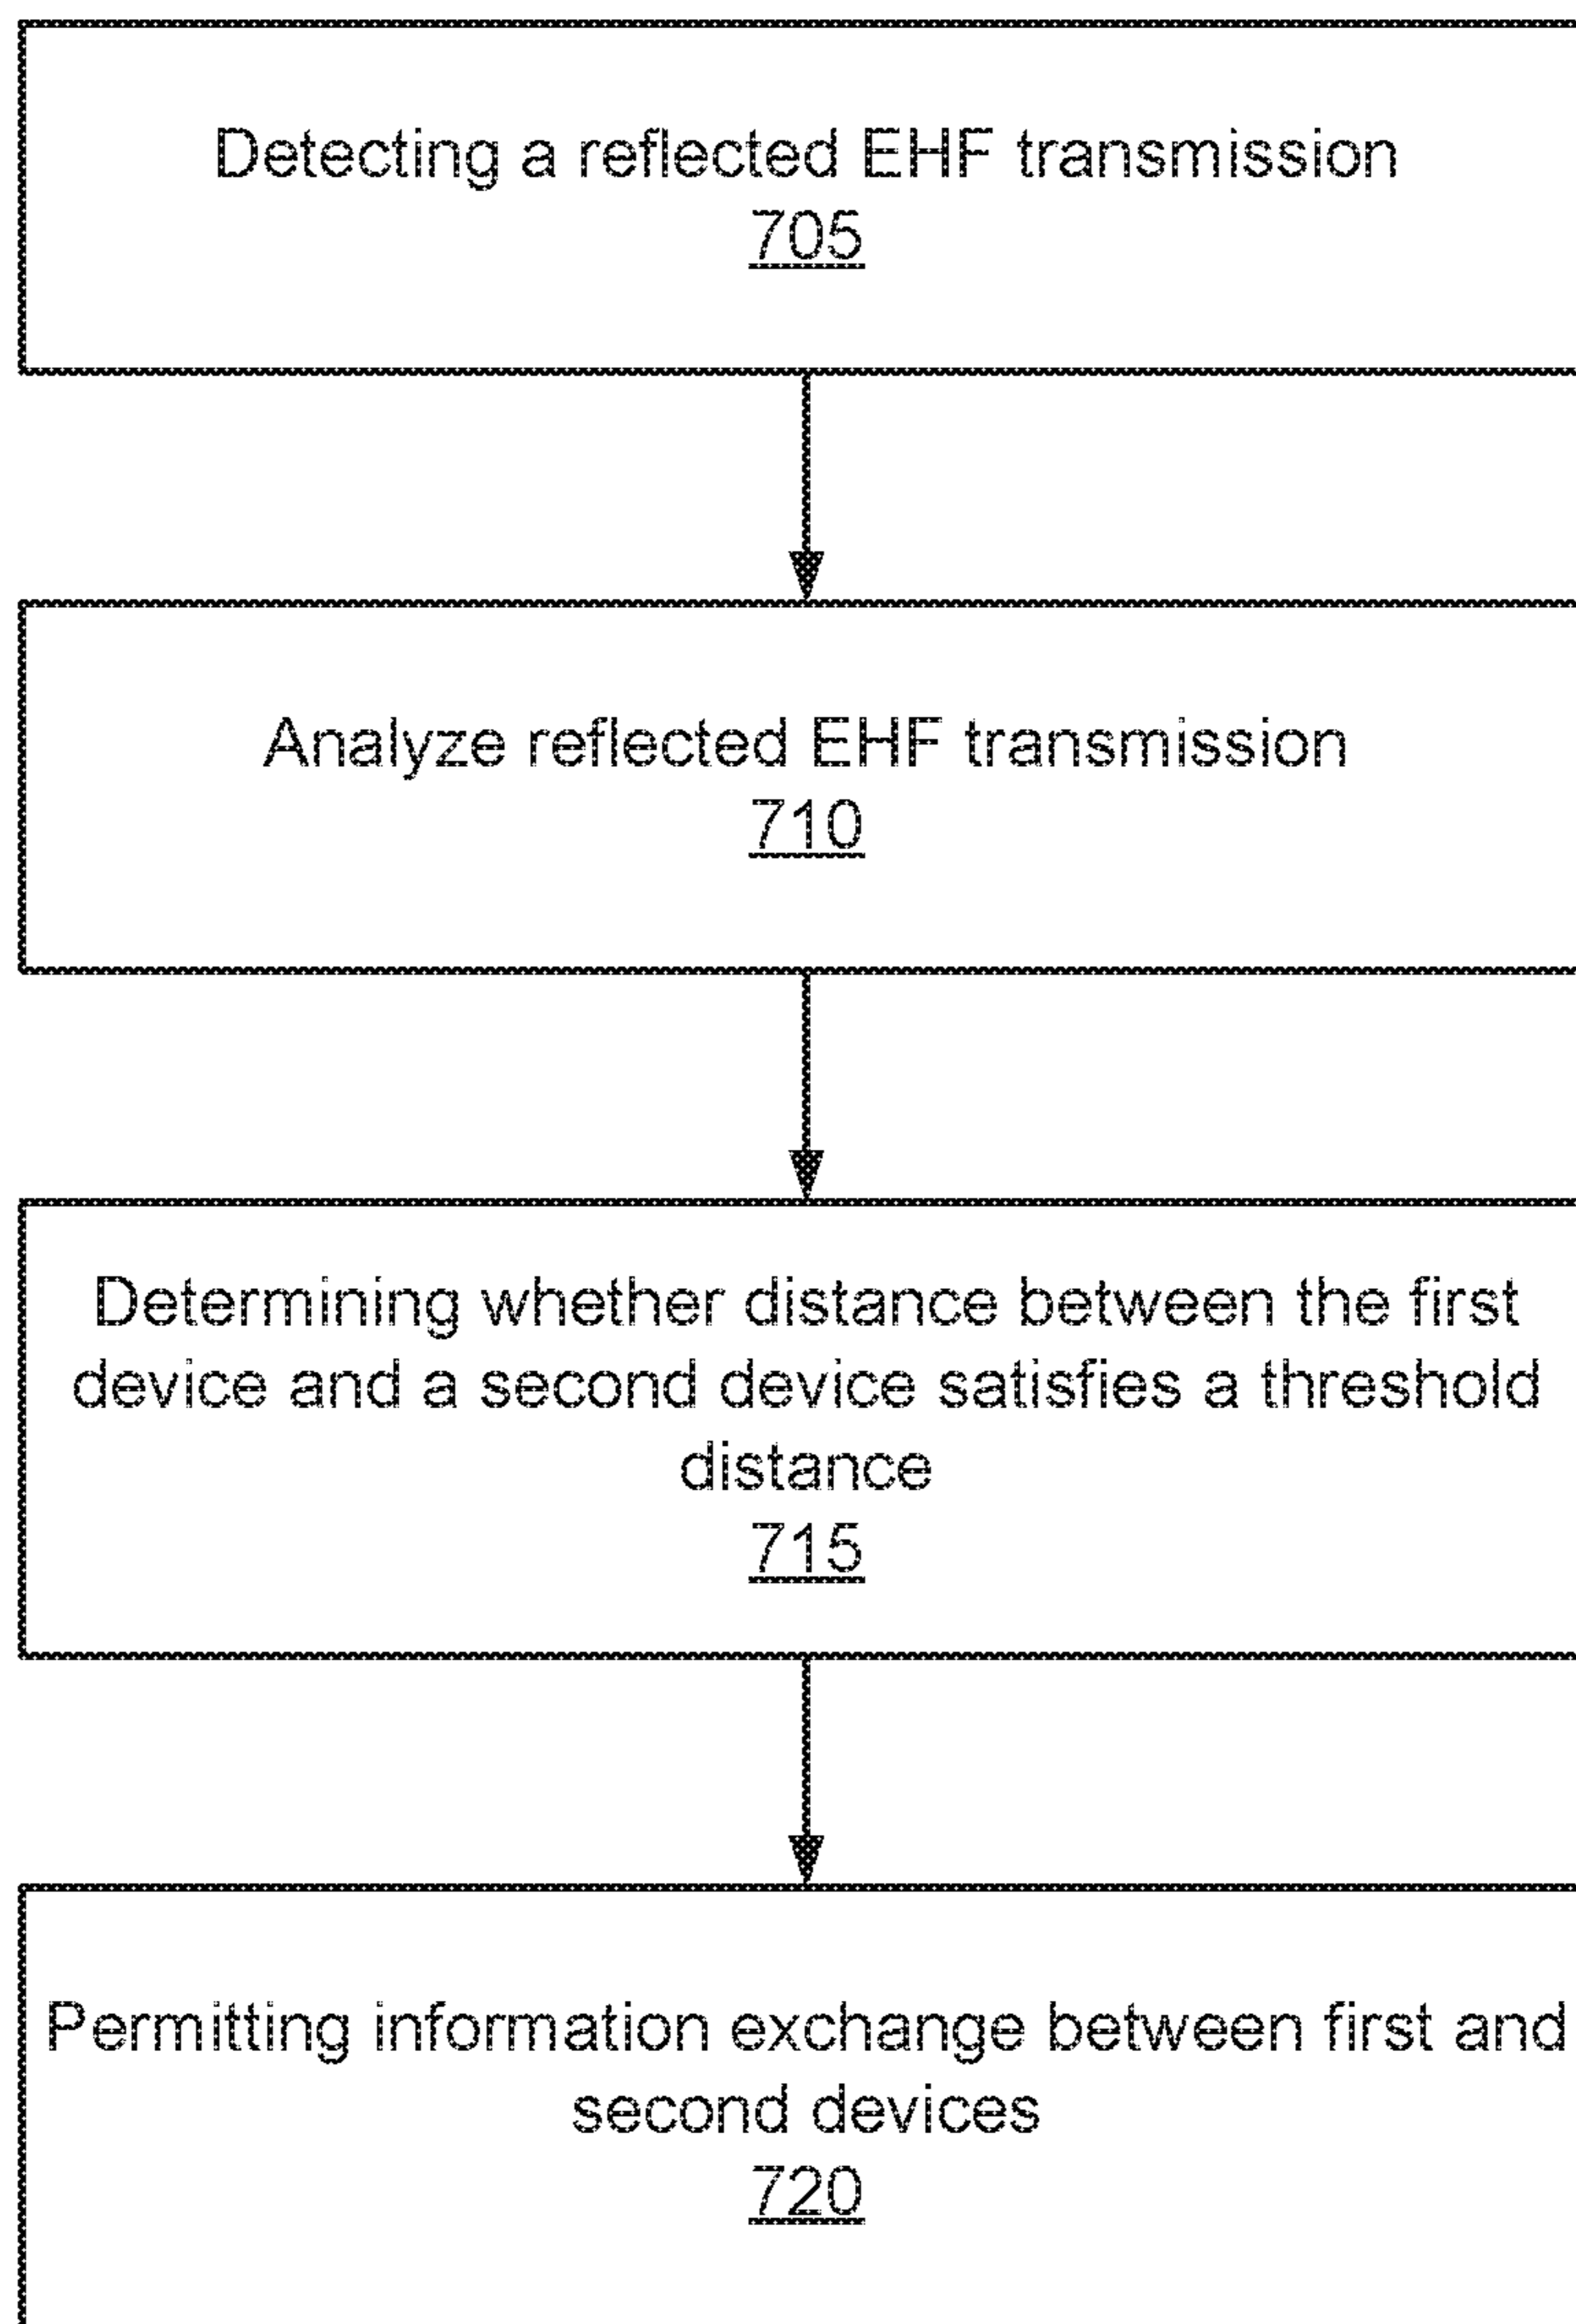 Detecting a reflected EHF transmission
705
Analyze reflected EHF transmission
710
Determining whether distance between the first
device and a second device satisfies a threshold
distance
715
Permitting information exchange between first and
second devices
720